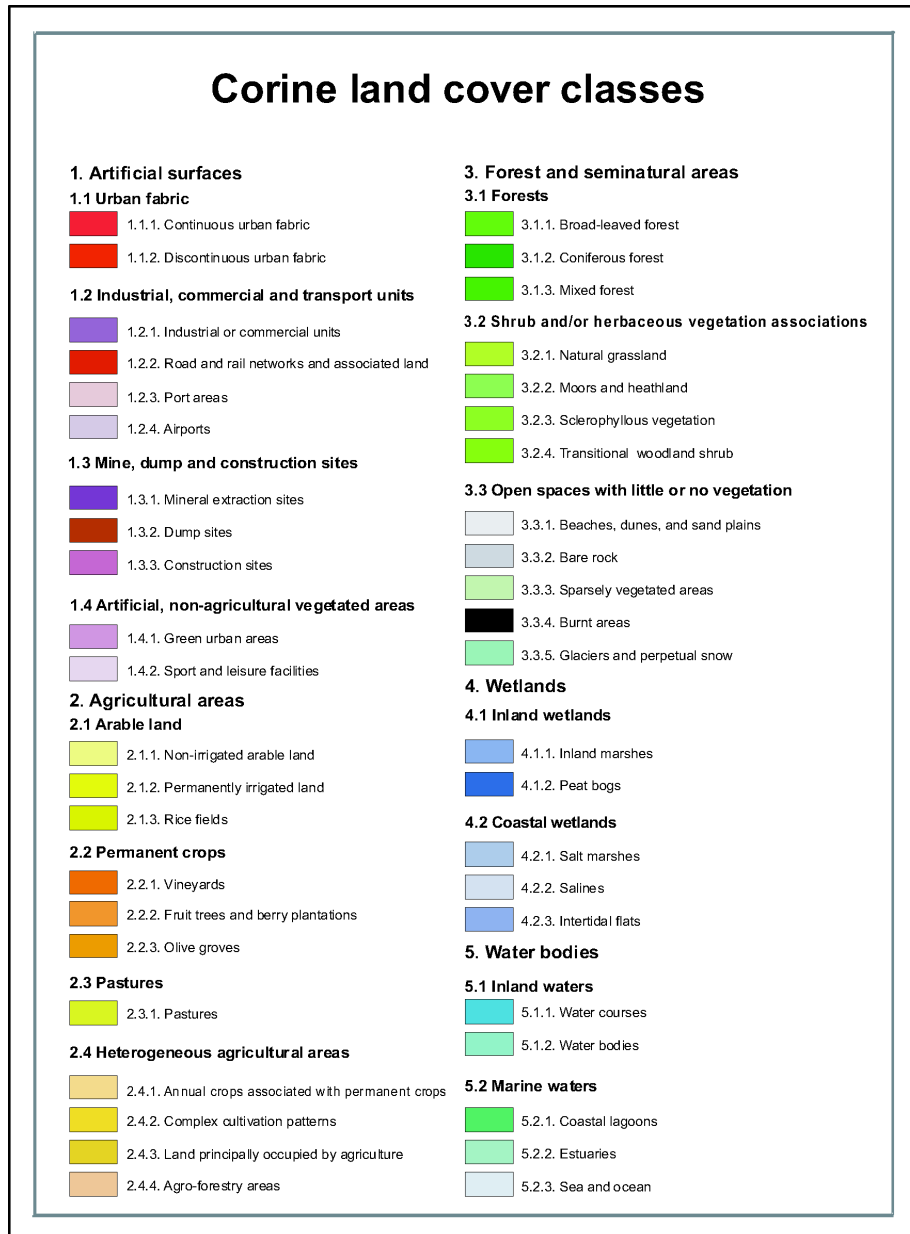 Corine land cover classes
1. Artificial surfaces
1.1 Urban fabric
1.1.1. Continuous urban fabric
1.1.2. Discontinuous urban fabric
1.2 Industrial, commercial and transport units
1.2.1. Industrial or commercial units
1.2.2. Road and rail networks and associated land
1.2.3. Port areas
1.2.4. Airports
1.3 Mine, dump and construction sites
1.3.1. Mineral extraction sites
1.3.2. Dump sites
1.3.3. Construction sites
1.4 Artificial, non-agricultural vegetated areas
1.4.1. Green urban areas
1.4.2. Sport and leisure facilities
2. Agricultural areas
2.1 Arable land
2.1.1. Non-irrigated arable land
2.1.2. Permanently irrigated land
2.1.3. Rice fields
2.2 Permanent crops
2.2.1. Vineyards
2.2.2. Fruit trees and berry plantations
2.2.3. Olive groves
2.3 Pastures
2.3.1. Pastures
2.4 Heterogeneous agricultural areas
2.4.1. Annual crops associated with permanent crops
2.4.2. Complex cultivation patterns
2.4.3. Land principally occupied by agriculture
2.4.4. Agro-forestry areas
3. Forest and seminatural areas
3.1 Forests
3.1.1. Broad-leaved forest
3.1.2. Coniferous forest
3.1.3. Mixed forest
3.2 Shrub and/or herbaceous vegetation associations
3.2.1. Natural grassland
3.2.2. Moors and heathland
3.2.3. Sclerophyllous vegetation
3.2.4. Transitional woodland shrub
3.3 Open spaces with little or no vegetation
3.3.1. Beaches, dunes, and sand plains
3.3.2. Bare rock
3.3.3. Sparsely vegetated areas
3.3.4. Burnt areas
3.3.5. Glaciers and perpetual snow
4. Wetlands
4.1 Inland wetlands
4.1.1. Inland marshes
4.1.2. Peat bogs
4.2 Coastal wetlands
4.2.1. Salt marshes
4.2.2. Salines
4.2.3. Intertidal flats
5. Water bodies
5.1 Inland waters
5.1.1. Water courses
5.1.2. Water bodies
5.2 Marine waters
5.2.1. Coastal lagoons
5.2.2. Estuaries
5.2.3. Sea and ocean